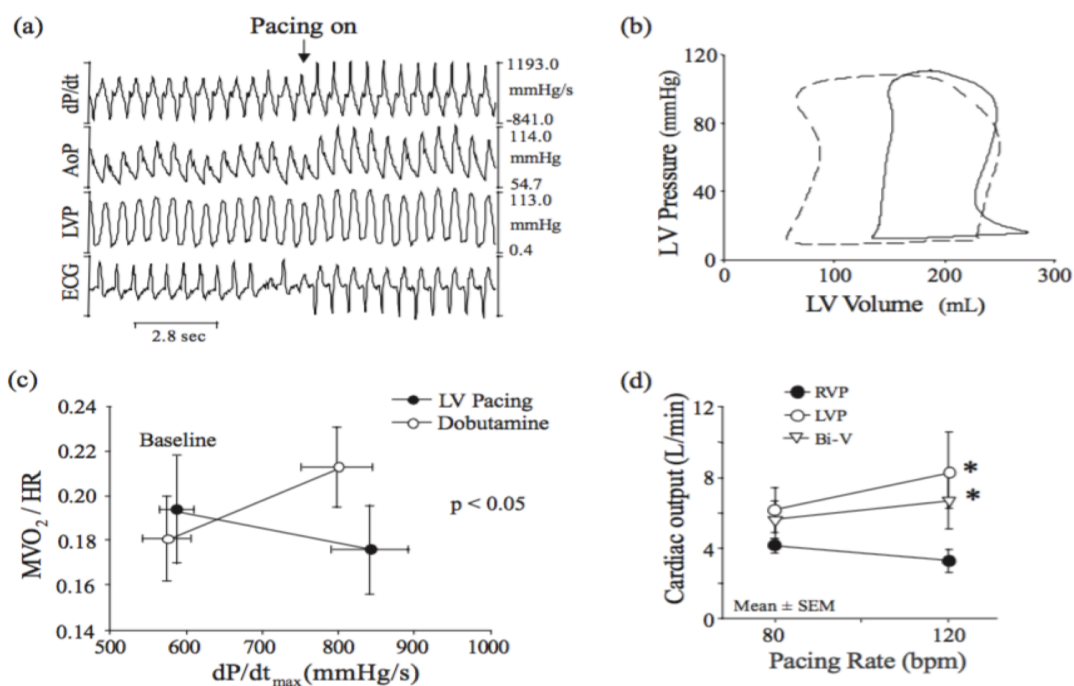 (a)
Pacing on
dP/dt
1193.0
mmHg/s
-841.0
AoP
114.0
mmHg
54.7
LVP
113.0
mmHg
0.4
ECG
2.8 sec
(b)
LV Pressure (mmHg)
120
80
40
0
0 100 200 300
LV Volume (mL)
(c)
MVO₂ / HR
0.24
0.22
0.20
0.18
0.16
0.14
LV Pacing
Dobutamine
Baseline
p < 0.05
500 600 700 800 900 1000
dP/dtₘₐₓ(mmHg/s)
(d)
RVP
LVP
Bi-V
Cardiac output (L/min)
12
8
4
0
*
*
Mean ± SEM
80 120
Pacing Rate (bpm)